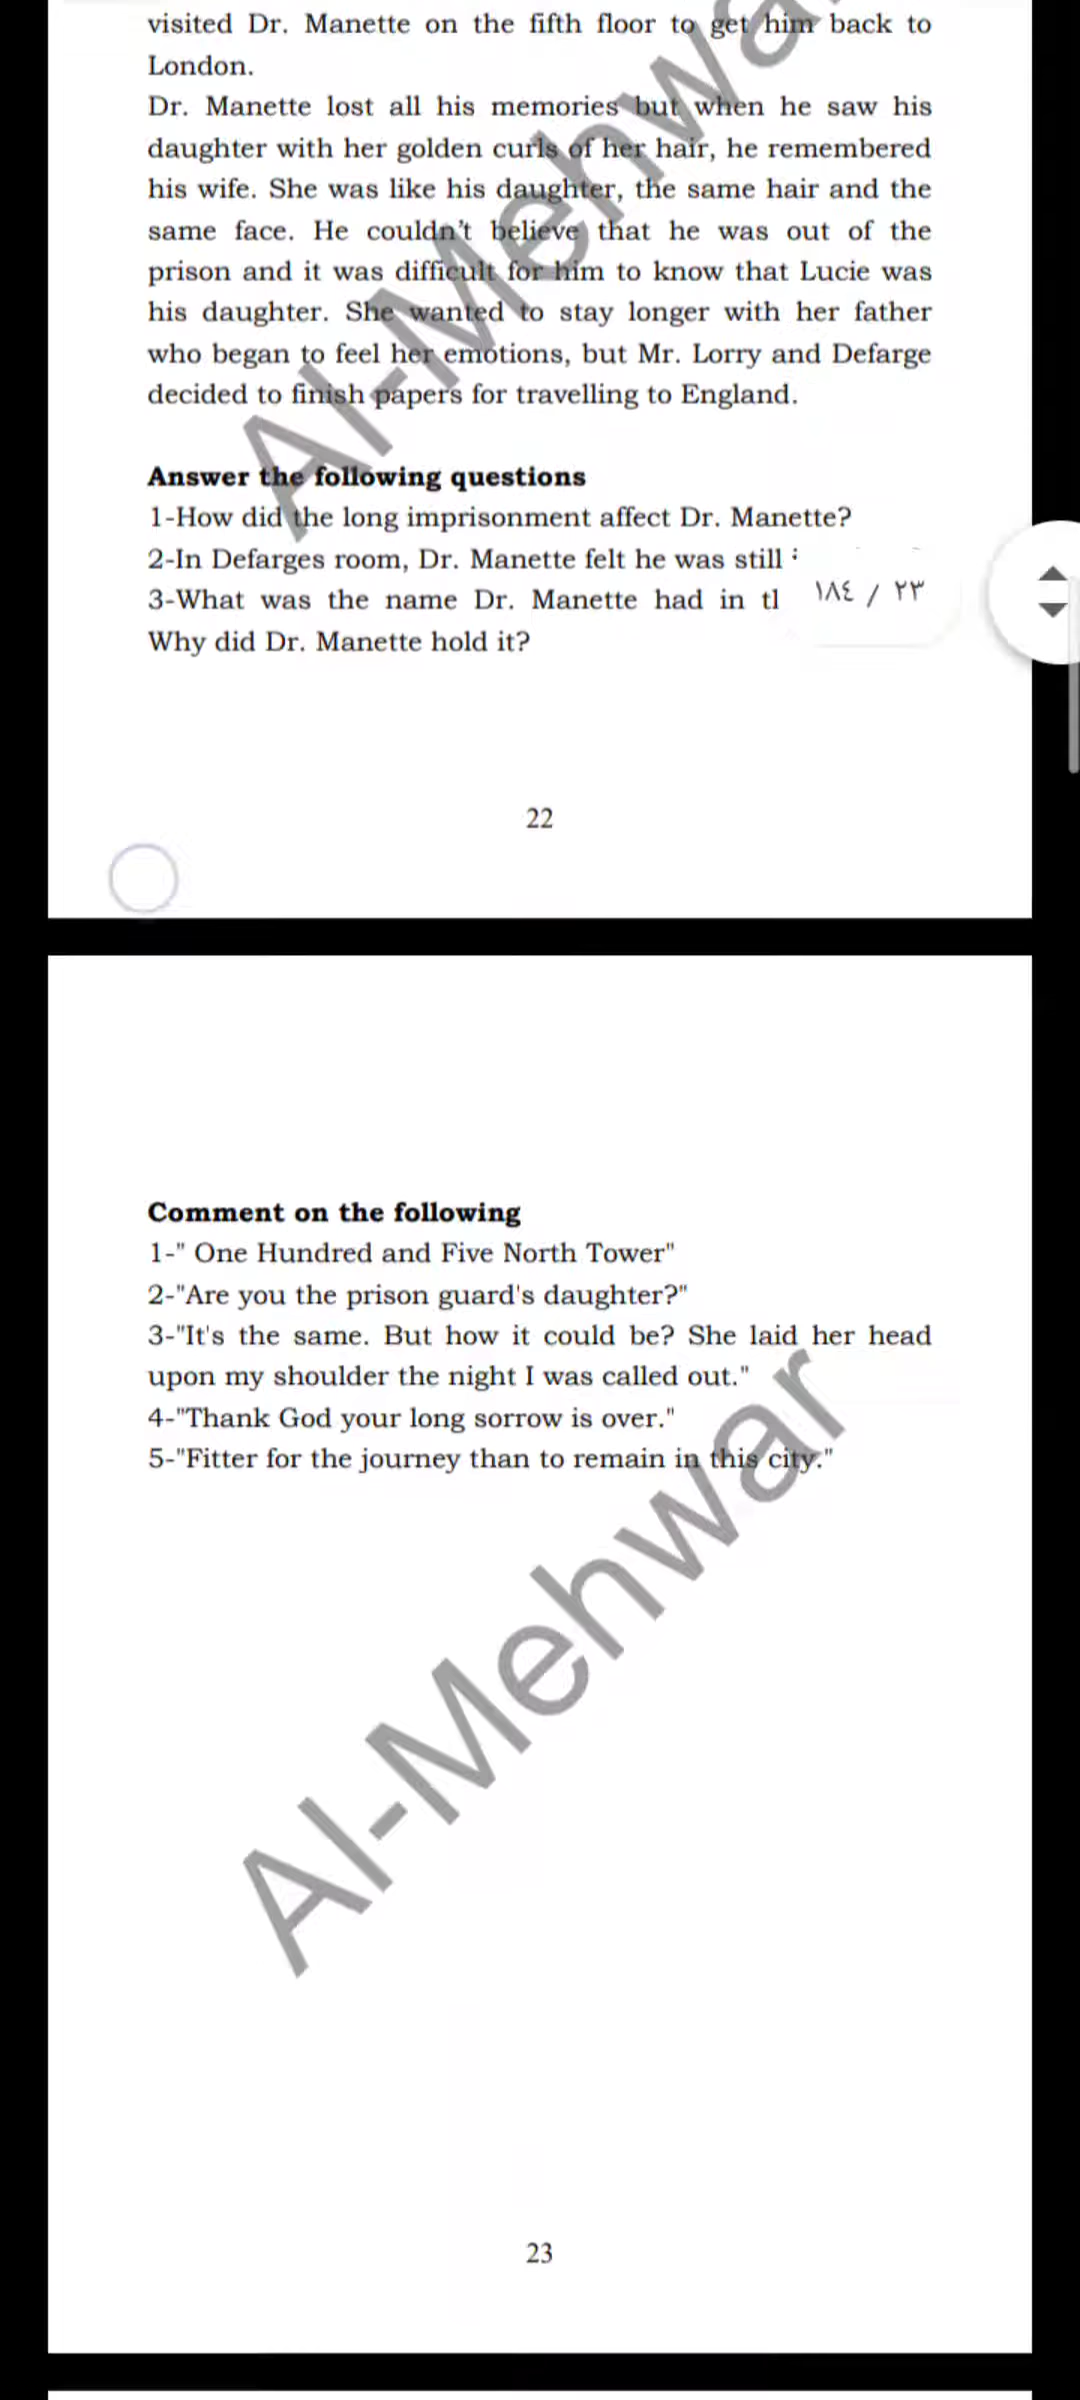 visited Dr. Manette on the fifth floor to get him back to
London.
Dr. Manette lost all his memories but when he saw his
daughter with her golden curls of her hair, he remembered
his wife. She was like his daughter, the same hair and the
same face. He couldn't believe that he was out of the
prison and it was difficult for him to know that Lucie was
his daughter. She wanted to stay longer with her father
who began to feel her emotions, but Mr. Lorry and Defarge
decided to finish papers for travelling to England.
Answer the following questions
1-How did the long imprisonment affect Dr. Manette?
2-In Defarges room, Dr. Manette felt he was still
3-What was the name Dr. Manette had in
١٨٤ / ٢٣
Why did Dr. Manette hold it?
22
Al-Mehwar
Comment on the following
1-" One Hundred and Five North Tower"
2-"Are you the prison guard's daughter?"
3-"It's the same. But how it could be? She laid her head
upon my shoulder the night I was called out."
4-"Thank God your long sorrow is over."
5-"Fitter for the journey than to remain in this city."
Al-Mehwar
23